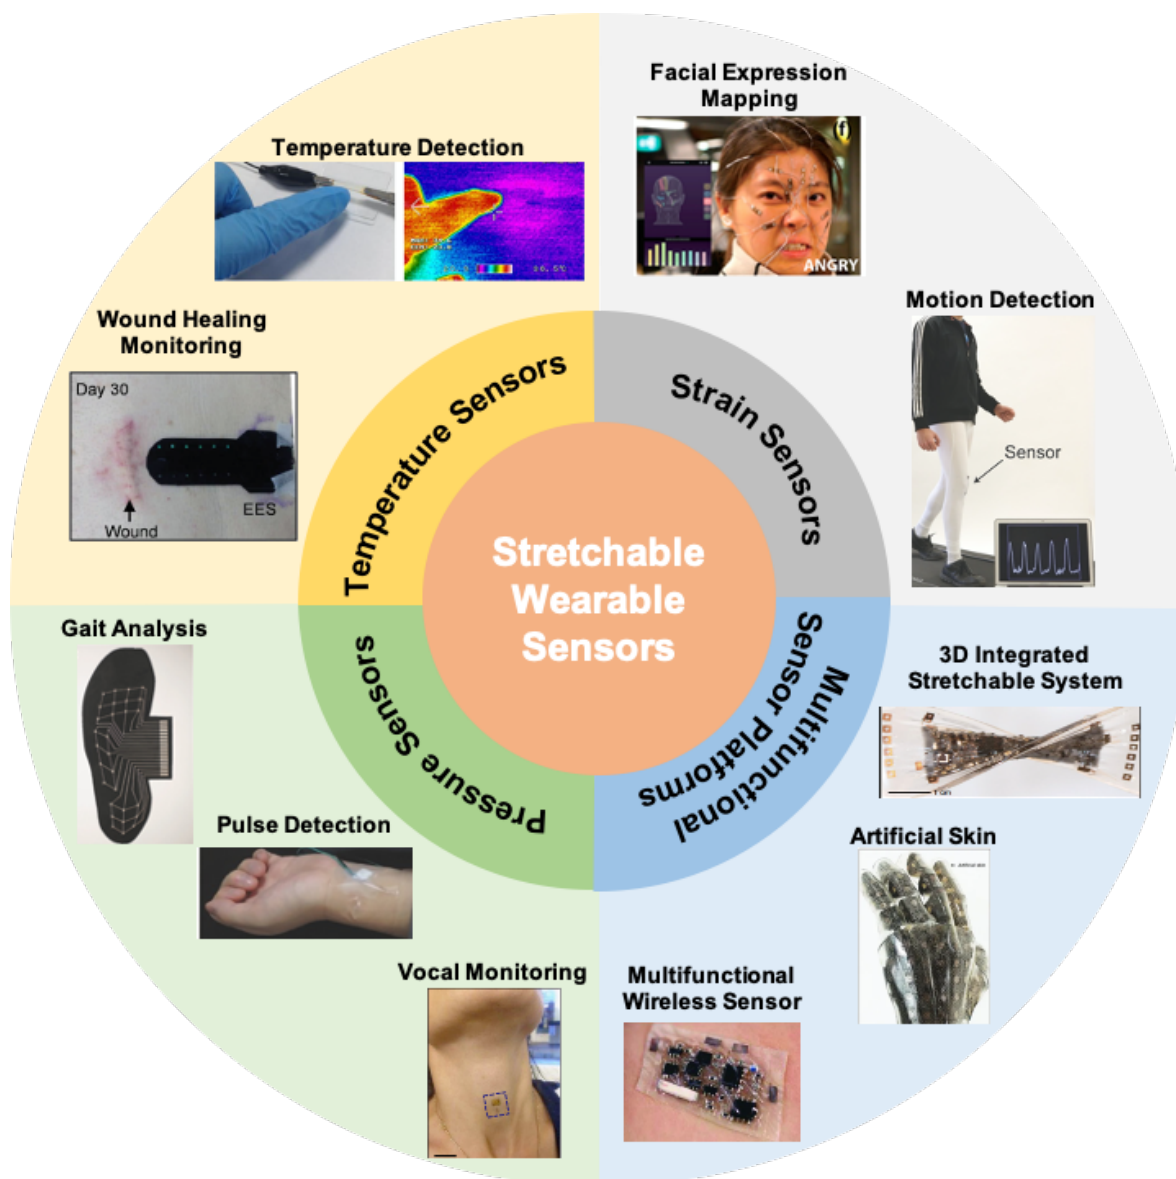 Facial Expression
Mapping
f
ANGRY
Temperature Detection
Motion Detection
Sensor
Wound Healing
Monitoring
Day 30
EES
Wound
Temperature Sensors
Strain Sensors
Stretchable
Wearable
Sensors
Pressure Sensors
Multifunctional
Sensor Platforms
Gait Analysis
Pulse Detection
Vocal Monitoring
3D Integrated
Stretchable System
Artificial Skin
Multifunctional
Wireless Sensor